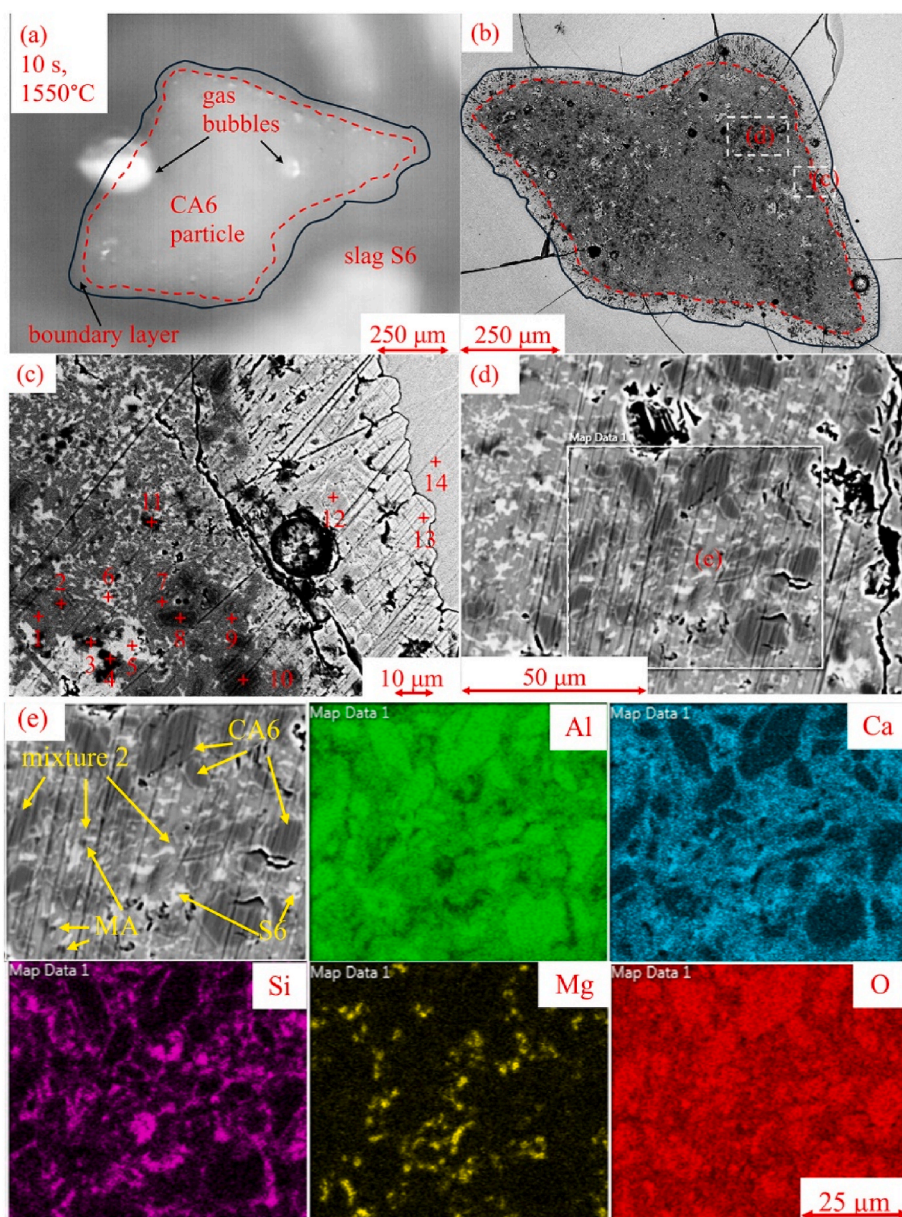 (a)
10 s,
1550°C
gas
bubbles
CA6
particle
slag S6
boundary layer
250 μm
(b)
(d)
(c)
250 μm
(c)
14
11
12
13
2
6
7
1
8
9
3
5
4
10
10 μm
(d)
Map Data 1
(e)
50 μm
(e)
CA6
mixture 2
MA
S6
Map Data 1
Al
Map Data 1
Ca
Map Data 1
Si
Map Data 1
Mg
Map Data 1
O
25 μm